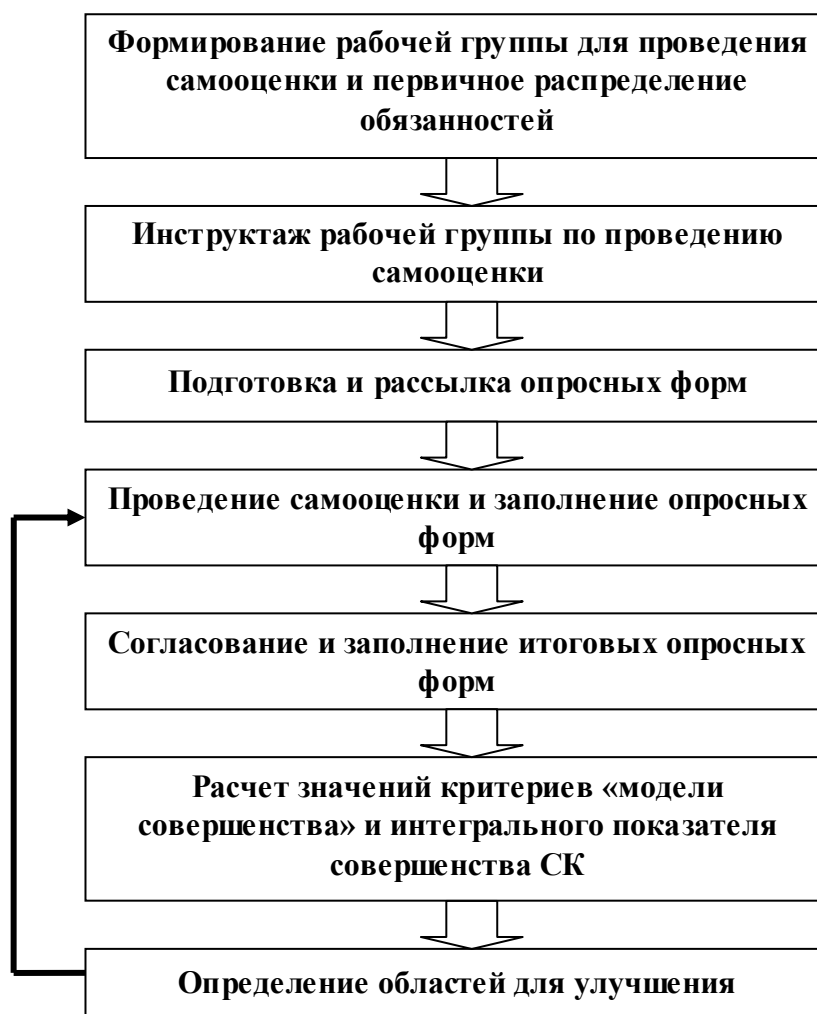 Формирование рабочей группы для проведения
самооценки и первичное распределение
обязанностей
Инструктаж рабочей группы по проведению
самооценки
Подготовка и рассылка опросных форм
Проведение самооценки и заполнение опросных
форм
Согласование и заполнение итоговых опросных
форм
Расчет значений критериев «модели
совершенства» и интегрального показателя
совершенства СК
Определение областей для улучшения